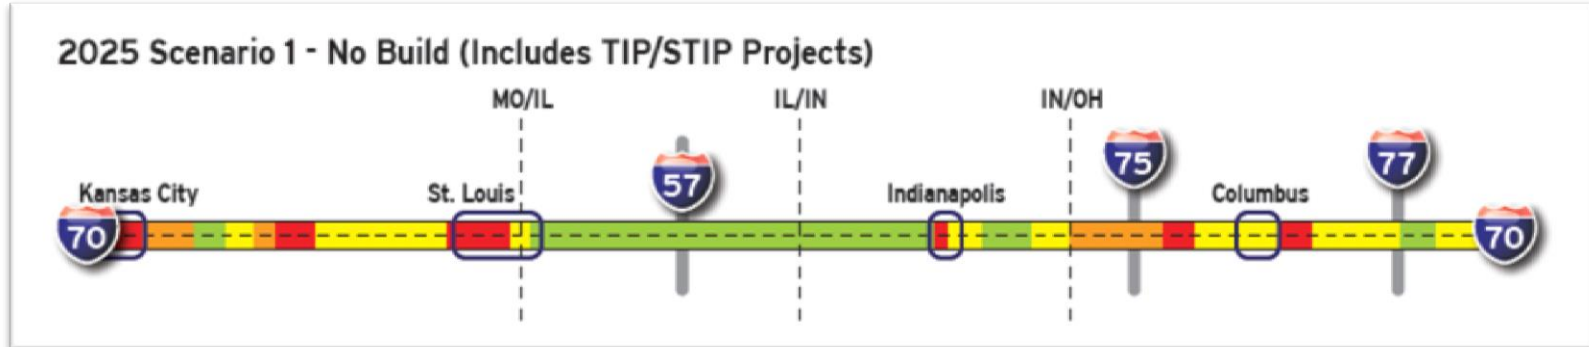 2025 Scenario 1 - No Build (Includes TIP/STIP Projects)
MO/IL
IL/IN
IN/OH
Kansas City
St. Louis
57
Indianapolis
75
Columbus
77
70
70